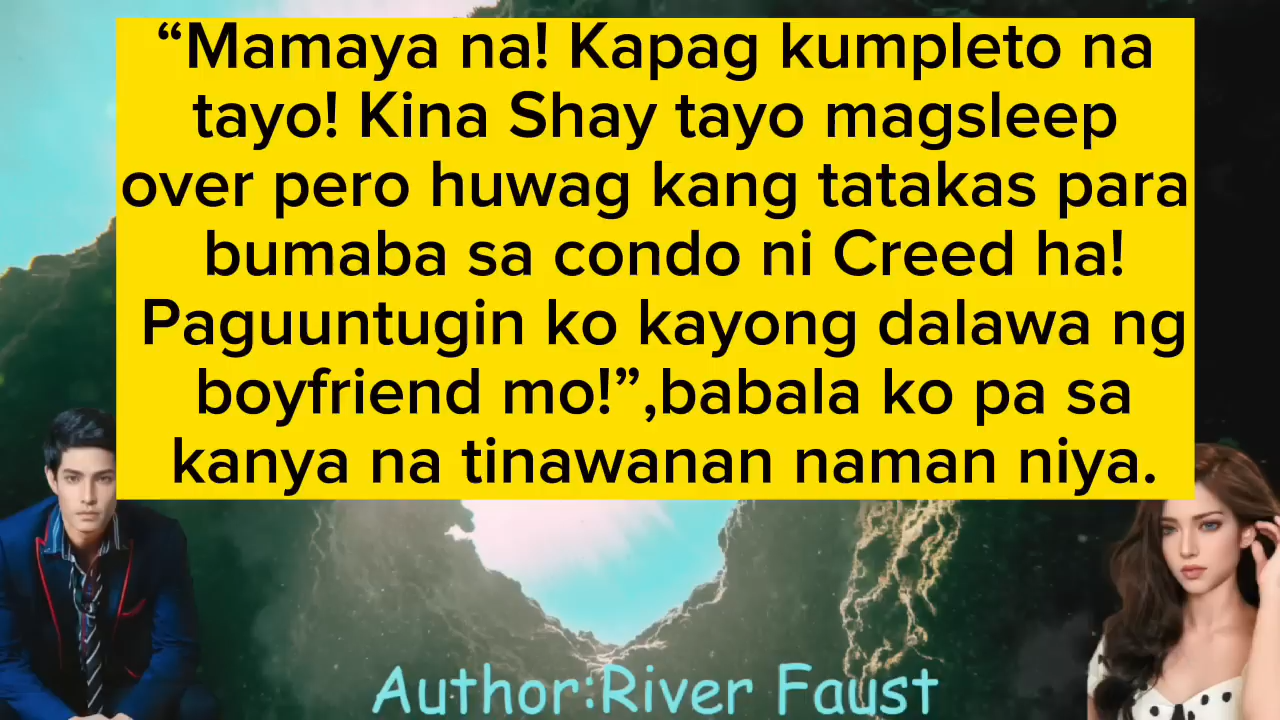 “Mamaya na! Kapag kumpleto na
tayo! Kina Shay tayo magsleep
over pero huwag kang tatakas para
bumaba sa condo ni Creed ha!
Paguuntugin ko kayong dalawa ng
boyfriend mo!”,babala ko pa sa
kanya na tinawanan naman niya.
Author:River Faust